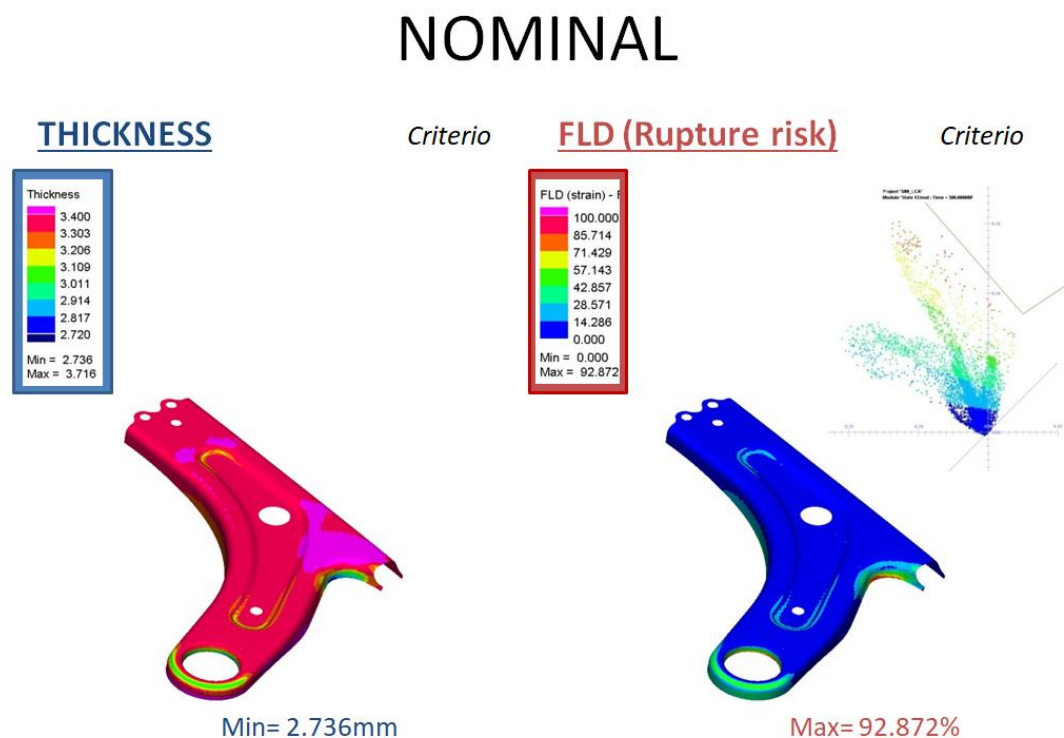 NOMINAL
THICKNESS
Criterio
FLD (Rupture risk)
Criterio
Thickness
3.400
3.303
3.206
3.109
3.011
2.914
2.817
2.720
Min = 2.736
Max = 3.716
FLD (strain) -
100.000
85.714
71.429
57.143
42.857
28.571
14.286
0.000
Min = 0.000
Max = 92.872
Min= 2.736mm
Max= 92.872%